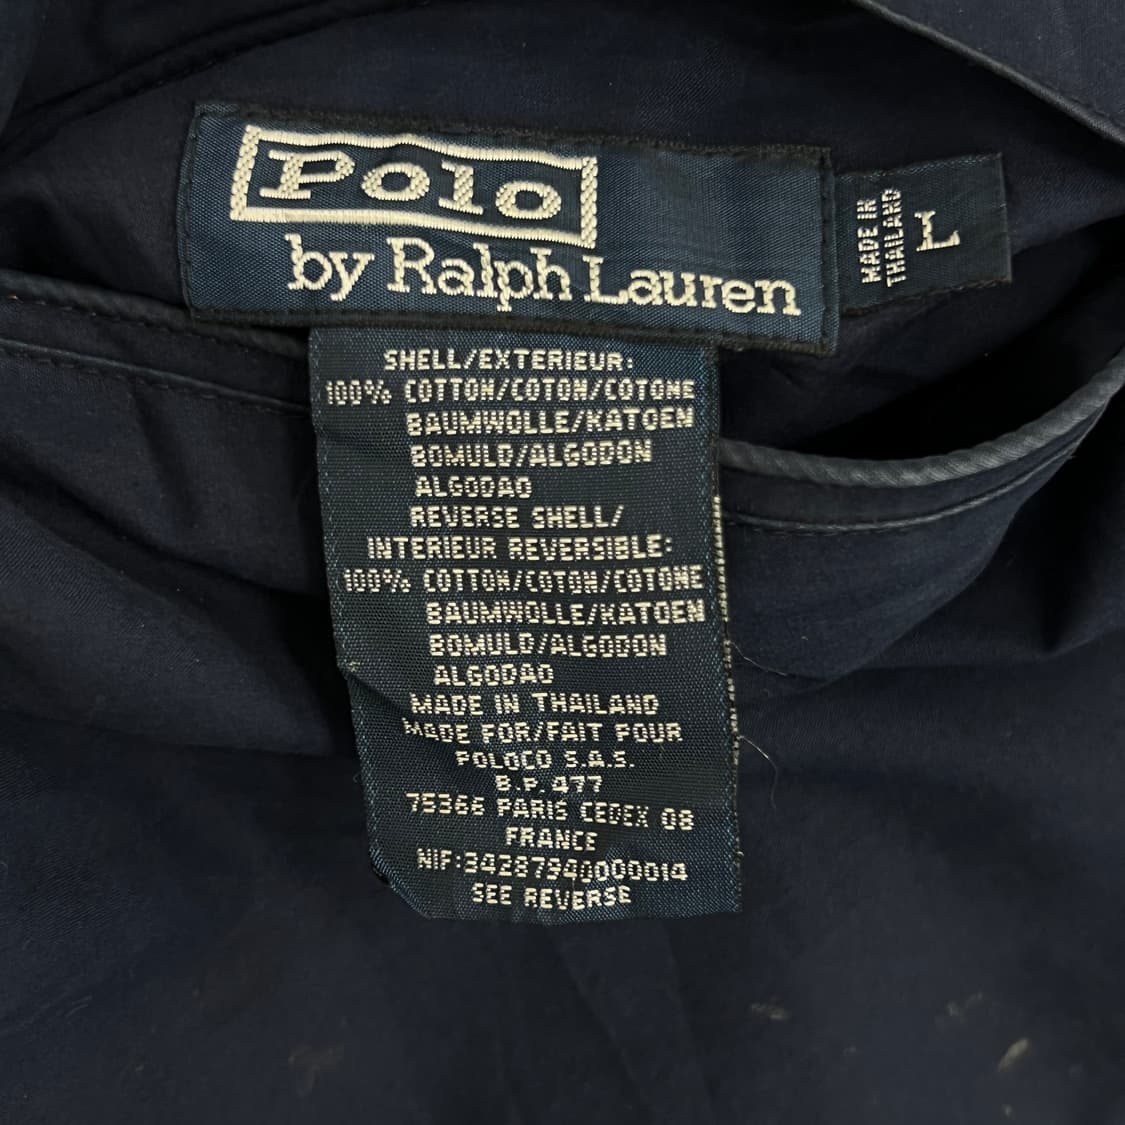 Polo
by Ralph Lauren
MADE IN
THAILAND
L
SHELL/EXTERIEUR:
100% COTTON/COTON/COTONE
BAUMWOLLE/KATOEN
BOMULD/ALGODON
ALGODAO
REVERSE SHELL/
INTERIEUR REVERSIBLE:
100% COTTON/COTON/COTONE
BAUMWOLLE/KATOEN
BOMULD/ALGODON
ALGODAO
MADE IN THAILAND
MADE FOR/FAIT POUR
POLOCO S.A.S.
B.P. 477
75366 PARIS CEDEX 08
FRANCE
NIF:34287940000014
SEE REVERSE